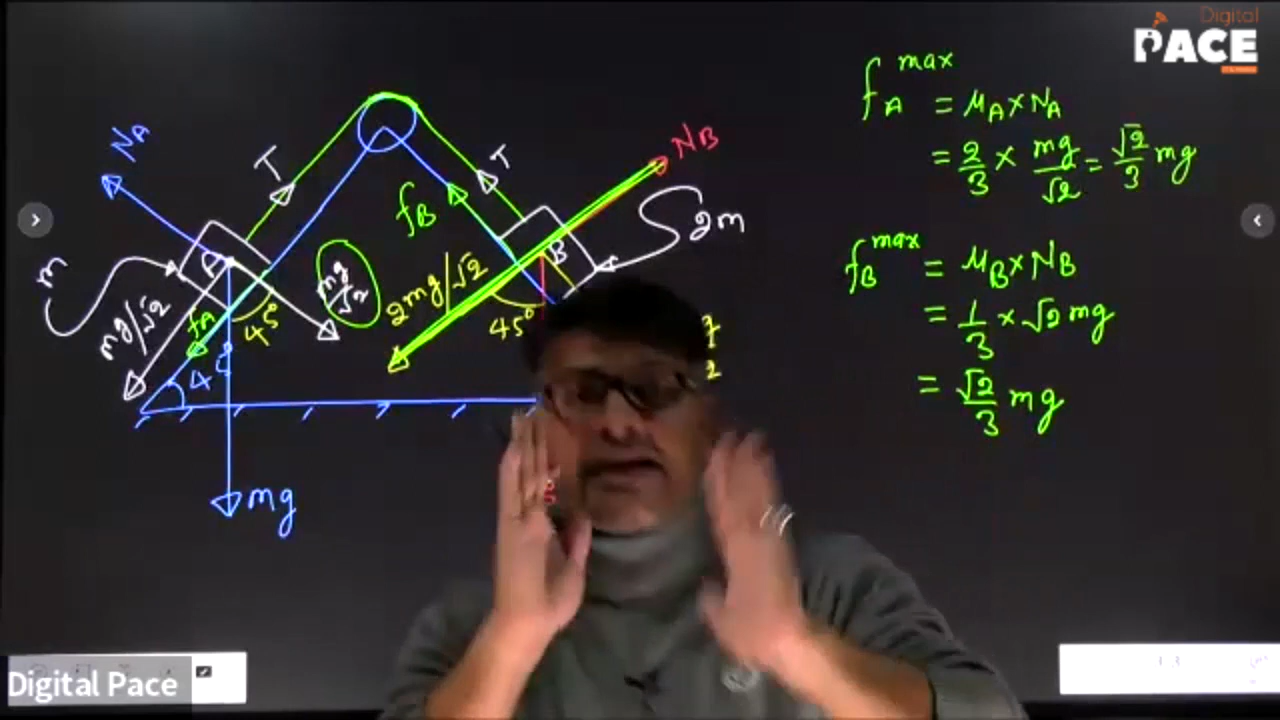 Digital
PACE
f_A^max = μ_A × N_A
= 2/3 × mg/√2 = √2/3 mg
f_B^max = μ_B × N_B
= 1/3 × √2 mg
= √2/3 mg
N_A
T
T
N_B
f_B
2m
A
B
m
mg/√2
mg/√2
2mg/√2
f_A
45°
45°
45°
mg
Digital Pace